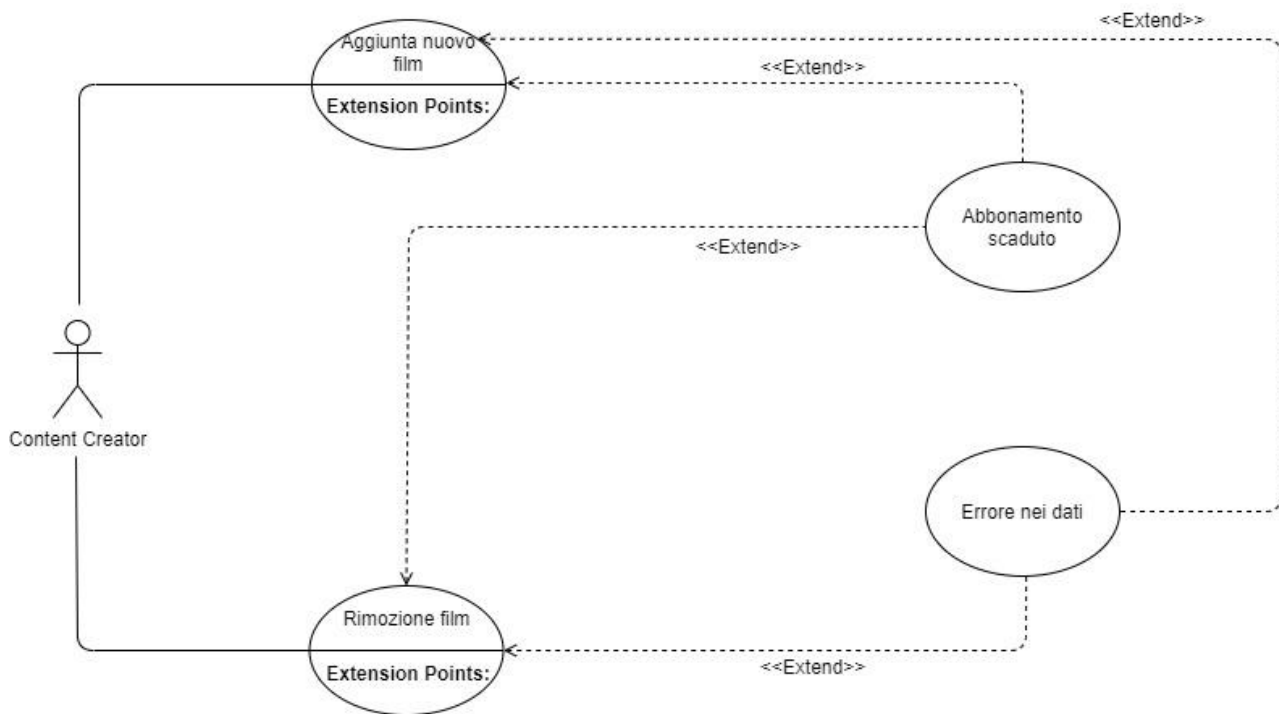 <<Extend>>
Aggiunta nuovo
film
<<Extend>>
Extension Points:
Abbonamento
scaduto
<<Extend>>
Content Creator
Errore nei dati
Rimozione film
Extension Points:
<<Extend>>